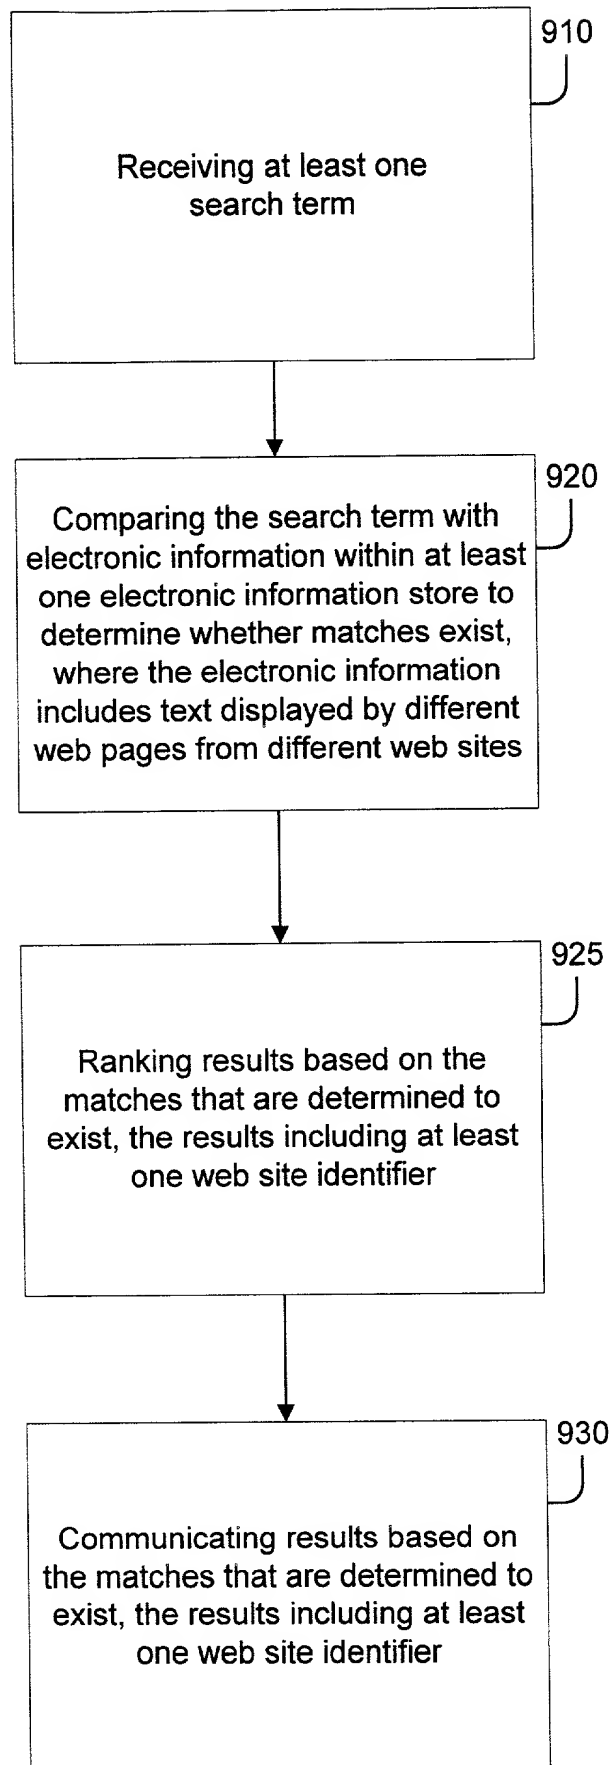 910
Receiving at least one
search term
920
Comparing the search term with
electronic information within at least
one electronic information store to
determine whether matches exist,
where the electronic information
includes text displayed by different
web pages from different web sites
925
Ranking results based on the
matches that are determined to
exist, the results including at least
one web site identifier
930
Communicating results based on
the matches that are determined to
exist, the results including at least
one web site identifier